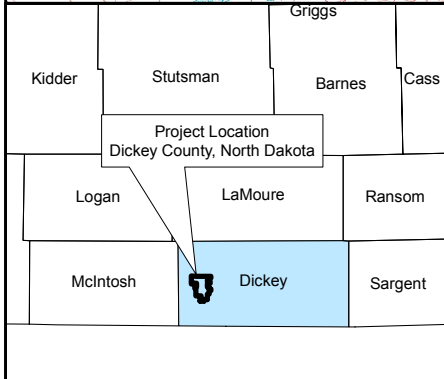 Griggs
Kidder
Stutsman
Barnes
Cass
Project Location
Dickey County, North Dakota
Logan
LaMoure
Ransom
McIntosh
Dickey
Sargent